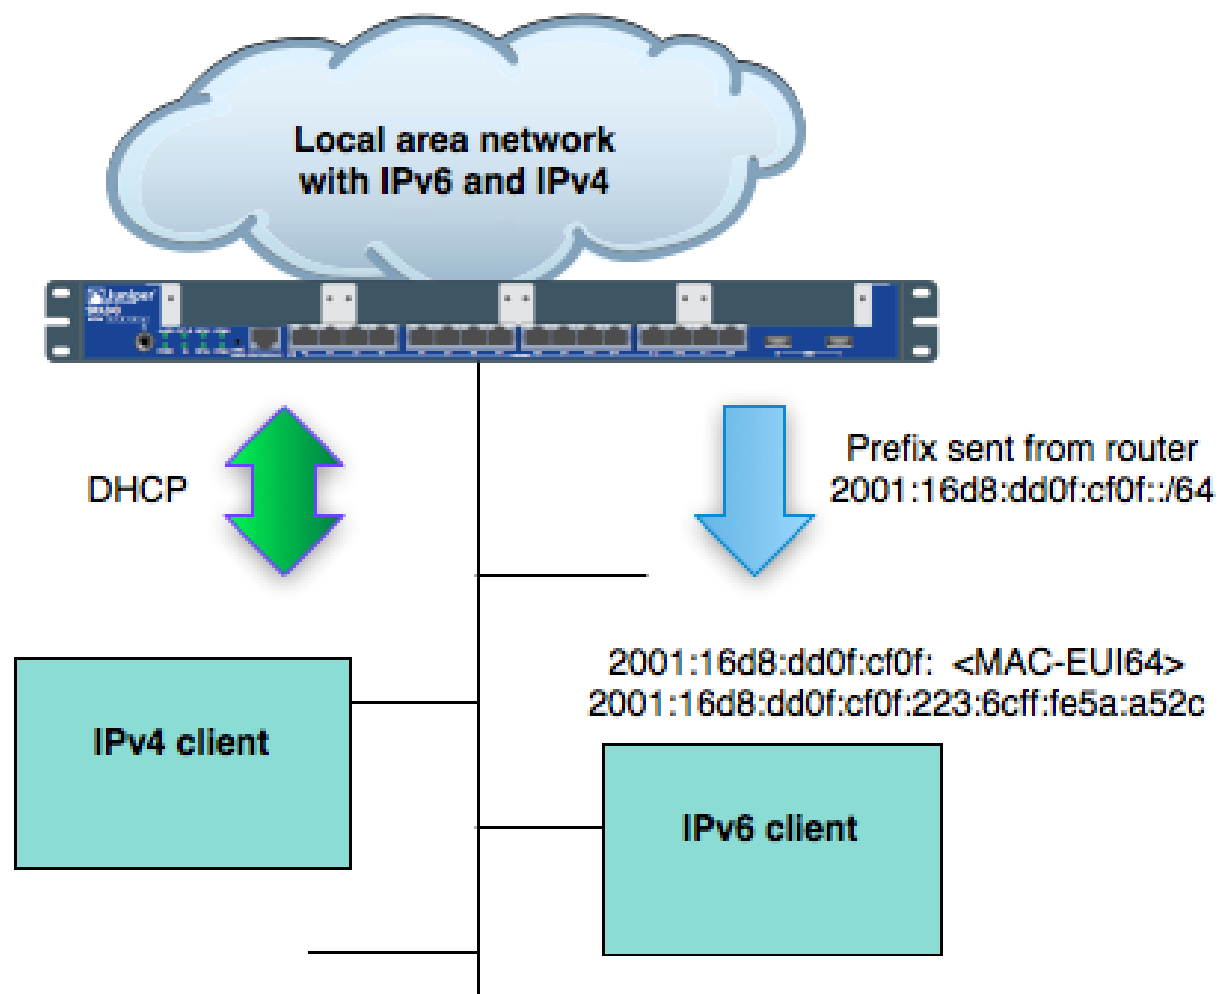 Local area network
with IPv6 and IPv4
Juniper
DHCP
Prefix sent from router
2001:16d8:dd0f:cf0f::/64
2001:16d8:dd0f:cf0f: <MAC-EUI64>
2001:16d8:dd0f:cf0f:223:6cff:fe5a:a52c
IPv4 client
IPv6 client